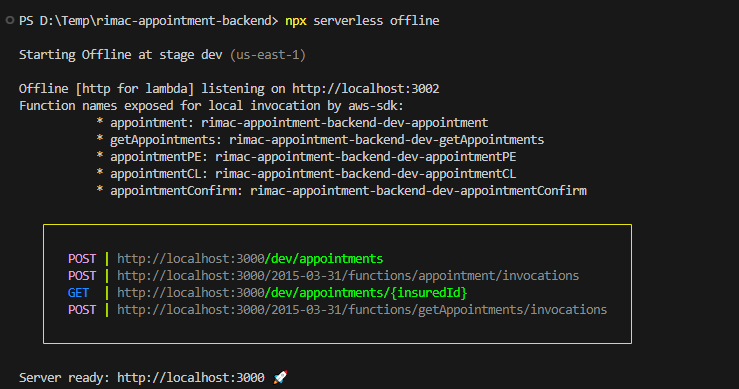 PS D:\Temp\rimac-appointment-backend> npx serverless offline
Starting Offline at stage dev (us-east-1)
Offline [http for lambda] listening on http://localhost:3002
Function names exposed for local invocation by aws-sdk:
* appointment: rimac-appointment-backend-dev-appointment
* getAppointments: rimac-appointment-backend-dev-getAppointments
* appointmentPE: rimac-appointment-backend-dev-appointmentPE
* appointmentCL: rimac-appointment-backend-dev-appointmentCL
* appointmentConfirm: rimac-appointment-backend-dev-appointmentConfirm
POST | http://localhost:3000/dev/appointments
POST | http://localhost:3000/2015-03-31/functions/appointment/invocations
GET | http://localhost:3000/dev/appointments/{insuredId}
POST | http://localhost:3000/2015-03-31/functions/getAppointments/invocations
Server ready: http://localhost:3000 🚀